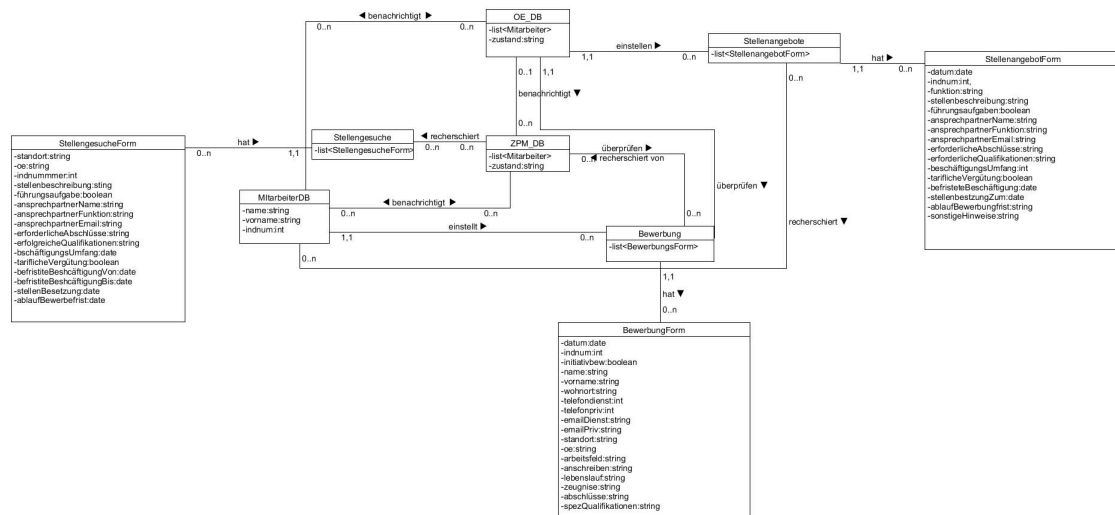 ◄ benachrichtigt ►
0..n
0..n
OE_DB
-list<Mitarbeiter>
-zustand:string
einstellen ►
1,1
0..n
Stellenangebote
-list<StellenangebotForm>
hat ►
1,1
0..n
StellenangebotForm
-datum:date
-indnum:int,
-funktion:string
-stellenbeschreibung:string
-führungsaufgaben:boolean
-ansprechpartnerName:string
-ansprechpartnerFunktion:string
-ansprechpartnerEmail:string
-erforderlicheAbschlüsse:string
-erforderlicheQualifikationen:string
-beschäftigungsUmfang:int
-tariflicheVergütung:boolean
-befristeteBeschäftigung:date
-stellenbestzungZum:date
-ablaufBewerbungfrist:string
-sonstigeHinweise:string
0..n
recherschiert ▼
0..1
1,1
benachrichtigt ▼
0..n
StellengesucheForm
-standort:string
-oe:string
-indnummmer:int
-stellenbeschreibung:sting
-führungsaufgabe:boolean
-ansprechpartnerName:string
-ansprechpartnerFunktion:string
-ansprechpartnerEmail:string
-erforderlicheAbschlüsse:string
-erfolgreicheQualifikationen:string
-bschäftigungsUmfang:date
-tariflicheVergütung:boolean
-befristiteBeshcäftigungVon:date
-befristiteBeshcäftigungBis:date
-stellenBesetzung:date
-ablaufBewerbefrist:date
hat ►
0..n
1,1
Stellengesuche
-list<StellengesucheForm>
◄ recherschiert
0..n
0..n
ZPM_DB
-list<Mitarbeiter>
-zustand:string
überprüfen ►
0..n
◄ recherschiert von
überprüfen ▼
MItarbeiterDB
-name:string
-vorname:string
-indnum:int
◄ benachrichtigt ►
0..n
0..n
0..n
einstellt ►
1,1
0..n
0..n
Bewerbung
-list<BewerbungsForm>
1,1
hat ▼
0..n
BewerbungForm
-datum:date
-indnum:int
-initiativbew:boolean
-name:string
-vorname:string
-wohnort:string
-telefondienst:int
-telefonpriv:int
-emailDienst:string
-emailPriv:string
-standort:string
-oe:string
-arbeitsfeld:string
-anschreiben:string
-lebenslauf:string
-zeugnise:string
-abschlüsse:string
-spezQualifikationen:string